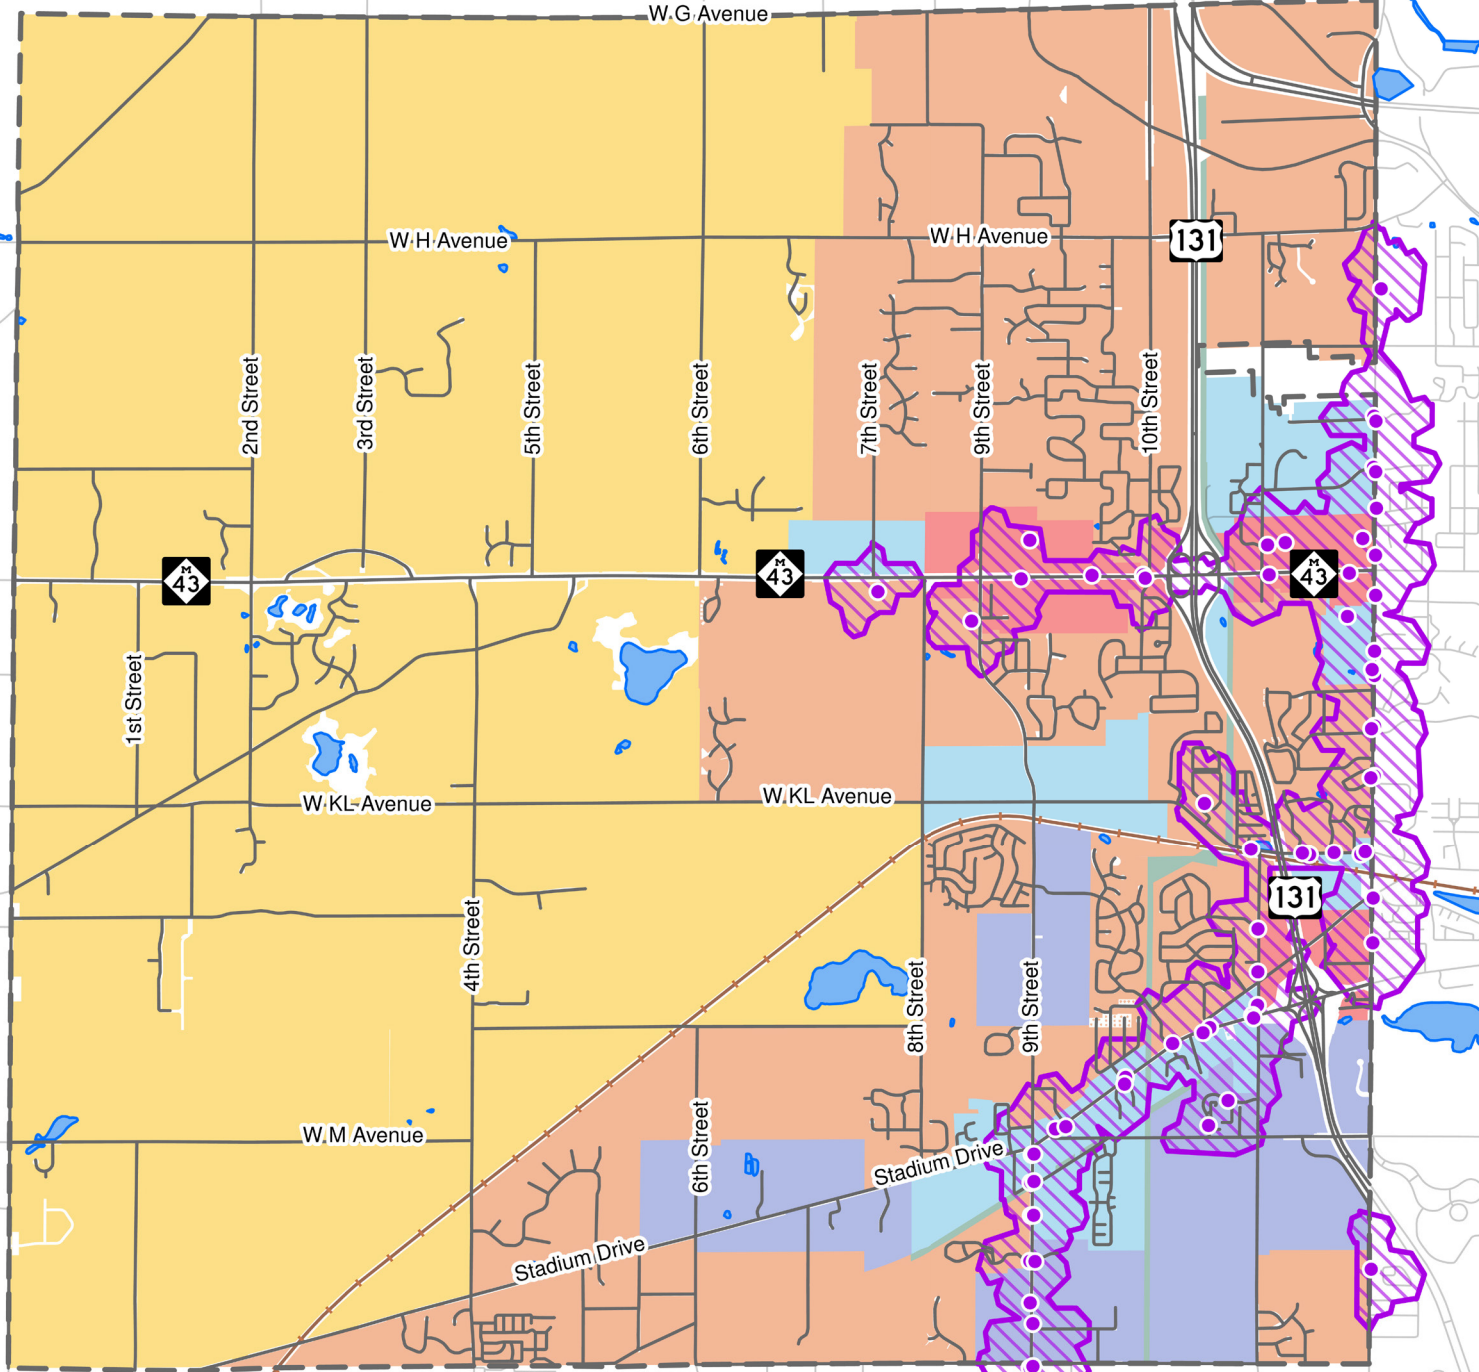 W G Avenue
W H Avenue
W H Avenue
131
2nd Street
3rd Street
5th Street
6th Street
7th Street
9th Street
10th Street
M
43
M
43
M
43
1st Street
W KL Avenue
W KL Avenue
131
4th Street
8th Street
9th Street
W M Avenue
6th Street
Stadium Drive
Stadium Drive